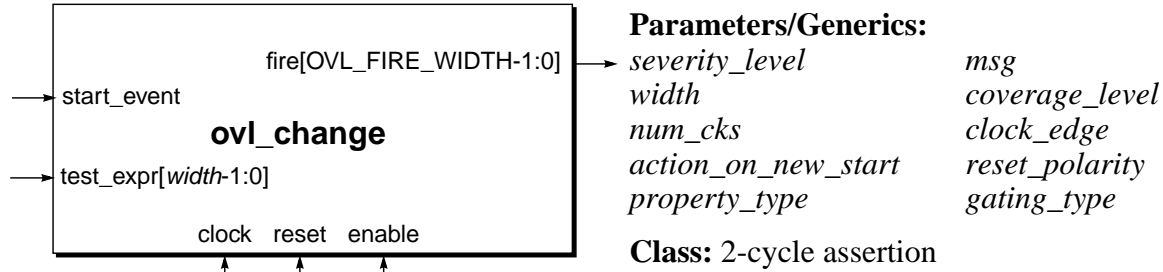 fire[OVL_FIRE_WIDTH-1:0]
start_event
ovl_change
test_expr[width-1:0]
clock reset enable
Parameters/Generics:
severity_level msg
width coverage_level
num_cks clock_edge
action_on_new_start reset_polarity
property_type gating_type
Class: 2-cycle assertion